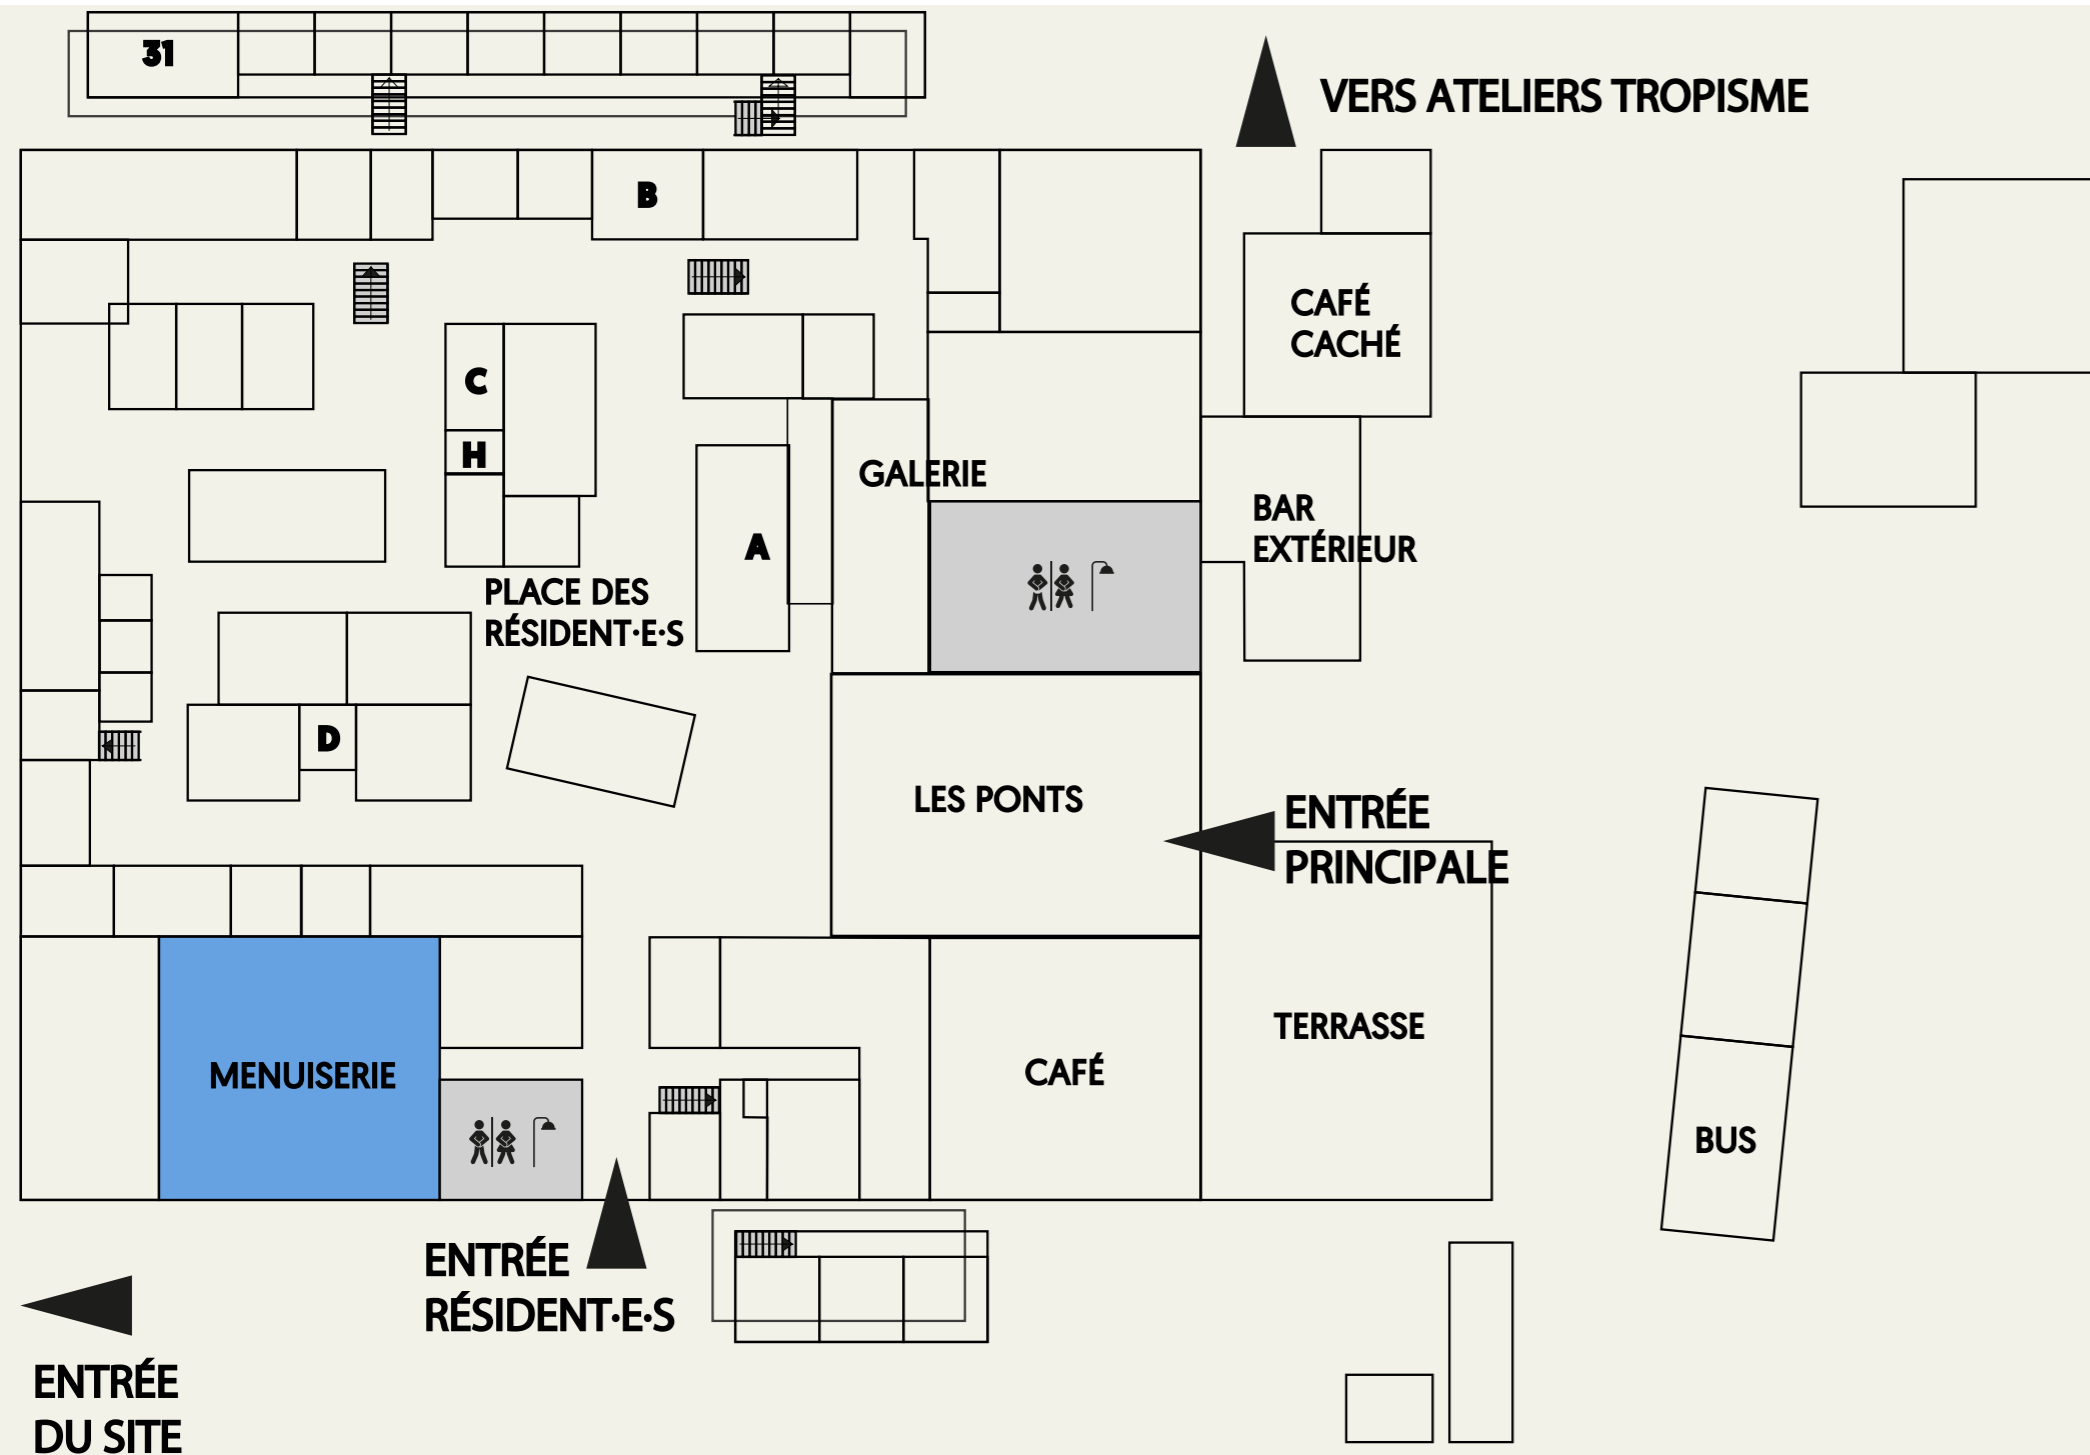 31
VERS ATELIERS TROPISME
B
CAFÉ
CACHÉ
C
H
GALERIE
BAR
EXTÉRIEUR
A
PLACE DES
RÉSIDENT·E·S
D
LES PONTS
ENTRÉE
PRINCIPALE
TERRASSE
MENUISERIE
CAFÉ
BUS
ENTRÉE
RÉSIDENT·E·S
ENTRÉE
DU SITE